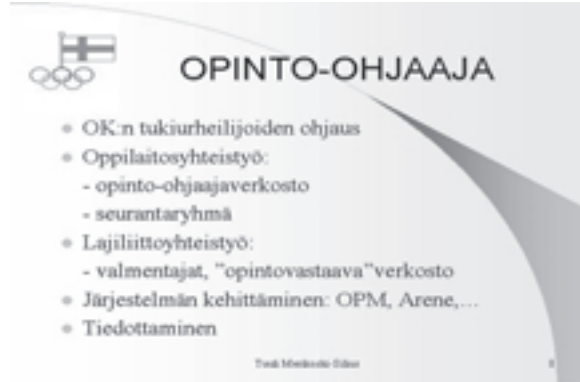 OPINTO-OHJAAJA
OK:n tukiurheilijoiden ohjaus
Oppilaitosyhteistyö:
- opinto-ohjaajaverkosto
- seurantaryhmä
Lajiliittoyhteistyö:
- valmentajat, ”opintovastaava”verkosto
Järjestelmän kehittäminen: OPM, Arene,…
Tiedottaminen